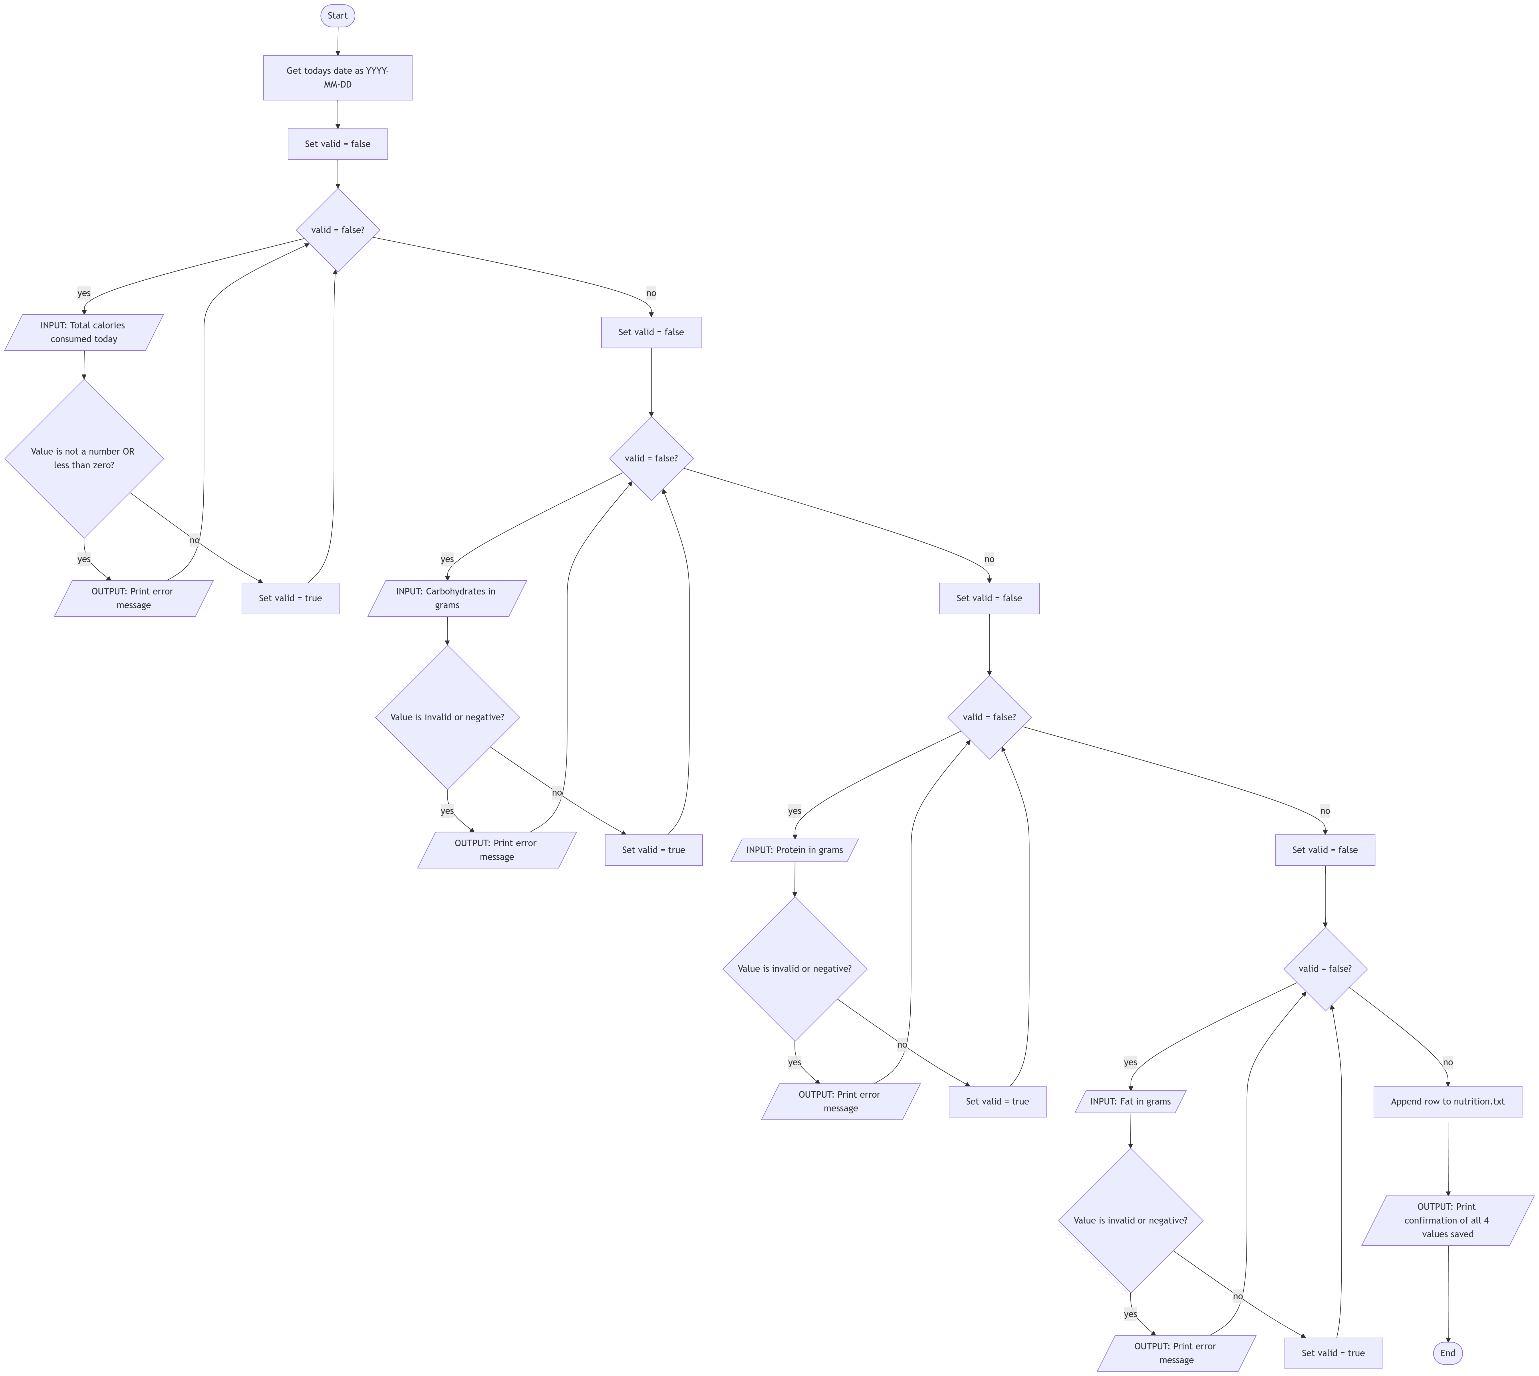 Start
Get todays date as YYYY-
MM-DD
Set valid = false
valid = false?
yes
no
INPUT: Total calories
consumed today
Set valid = false
Value is not a number OR
less than zero?
valid = false?
no
yes
yes
no
OUTPUT: Print error
message
Set valid = true
INPUT: Carbohydrates in
grams
Set valid = false
Value is invalid or negative?
valid = false?
no
yes
yes
no
OUTPUT: Print error
message
Set valid = true
INPUT: Protein in grams
Set valid = false
Value is invalid or negative?
valid = false?
no
yes
yes
no
OUTPUT: Print error
message
Set valid = true
INPUT: Fat in grams
Append row to nutrition.txt
Value is invalid or negative?
OUTPUT: Print
confirmation of all 4
values saved
no
yes
OUTPUT: Print error
message
Set valid = true
End